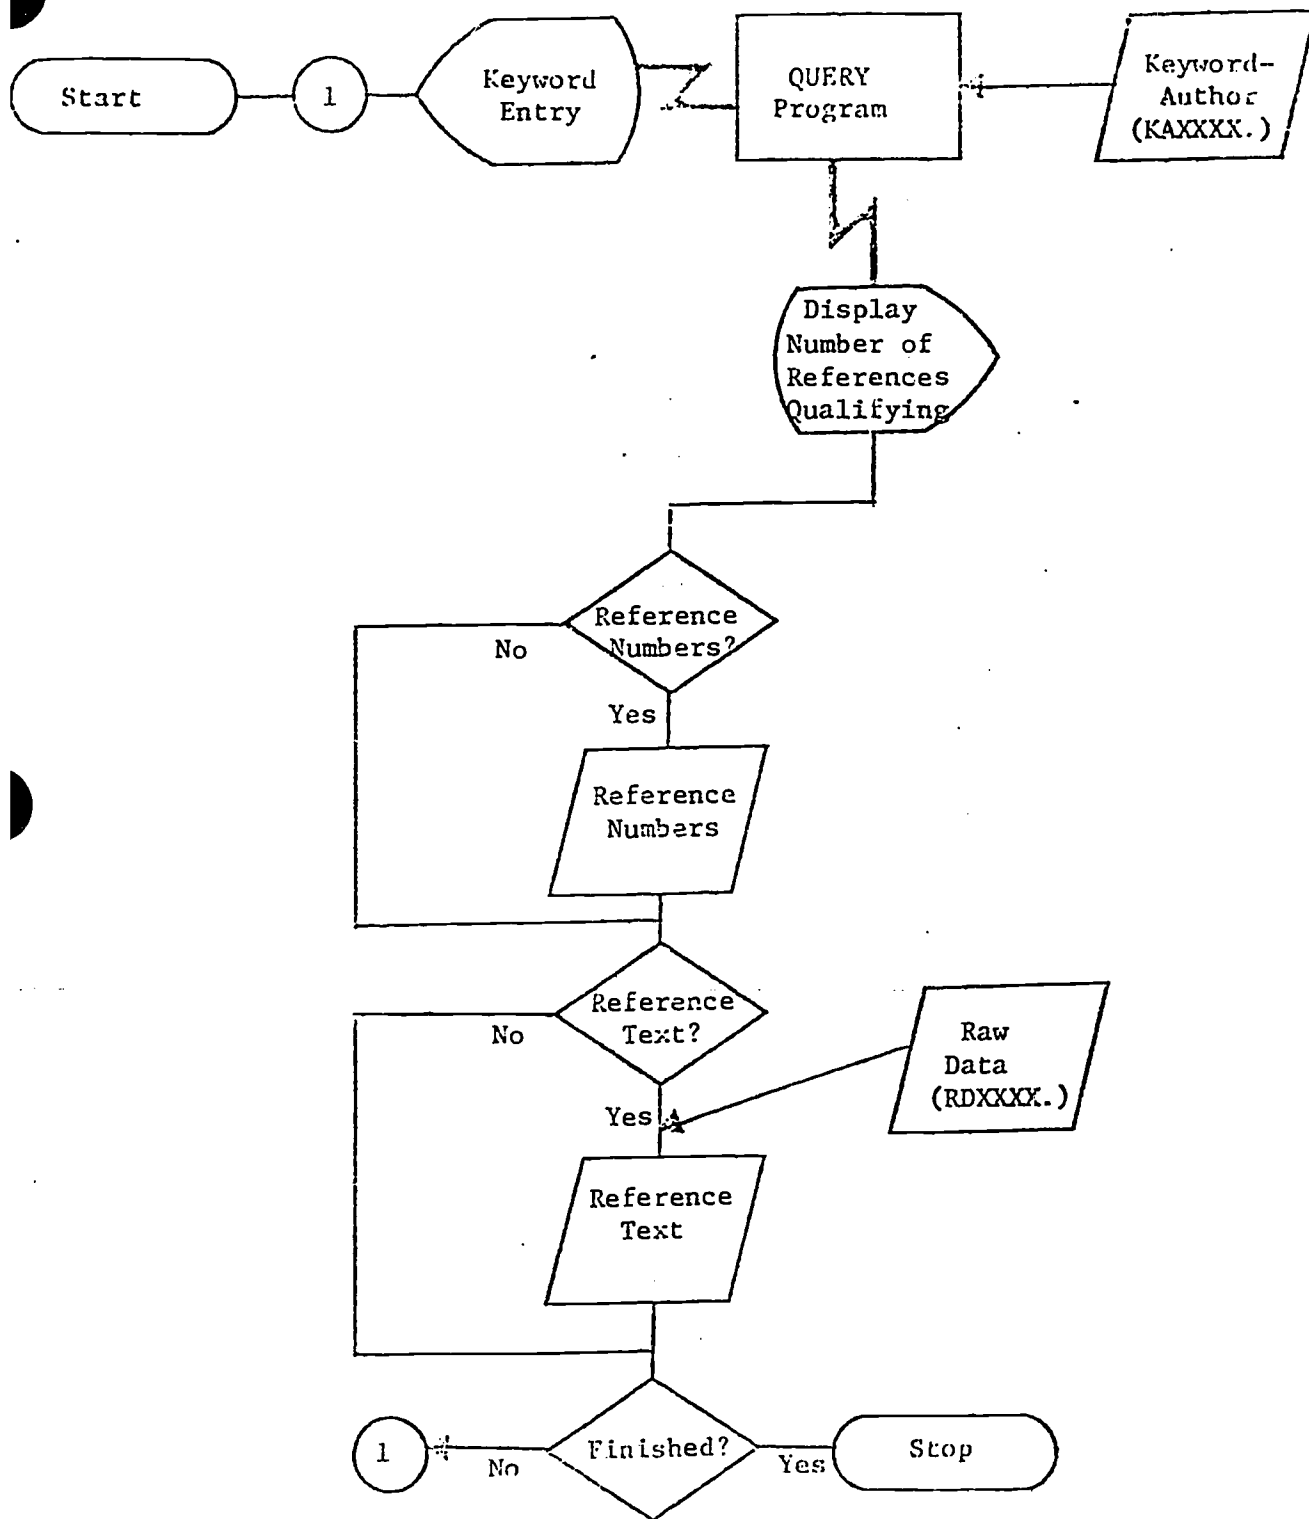 Start
1
Keyword
Entry
QUERY
Program
Keyword-
Author
(KAXXXX.)
Display
Number of
References
Qualifying
Reference
Numbers?
No
Yes
Reference
Numbers
Reference
Text?
No
Yes
Raw
Data
(RDXXXX.)
Reference
Text
1
No
Finished?
Yes
Stop